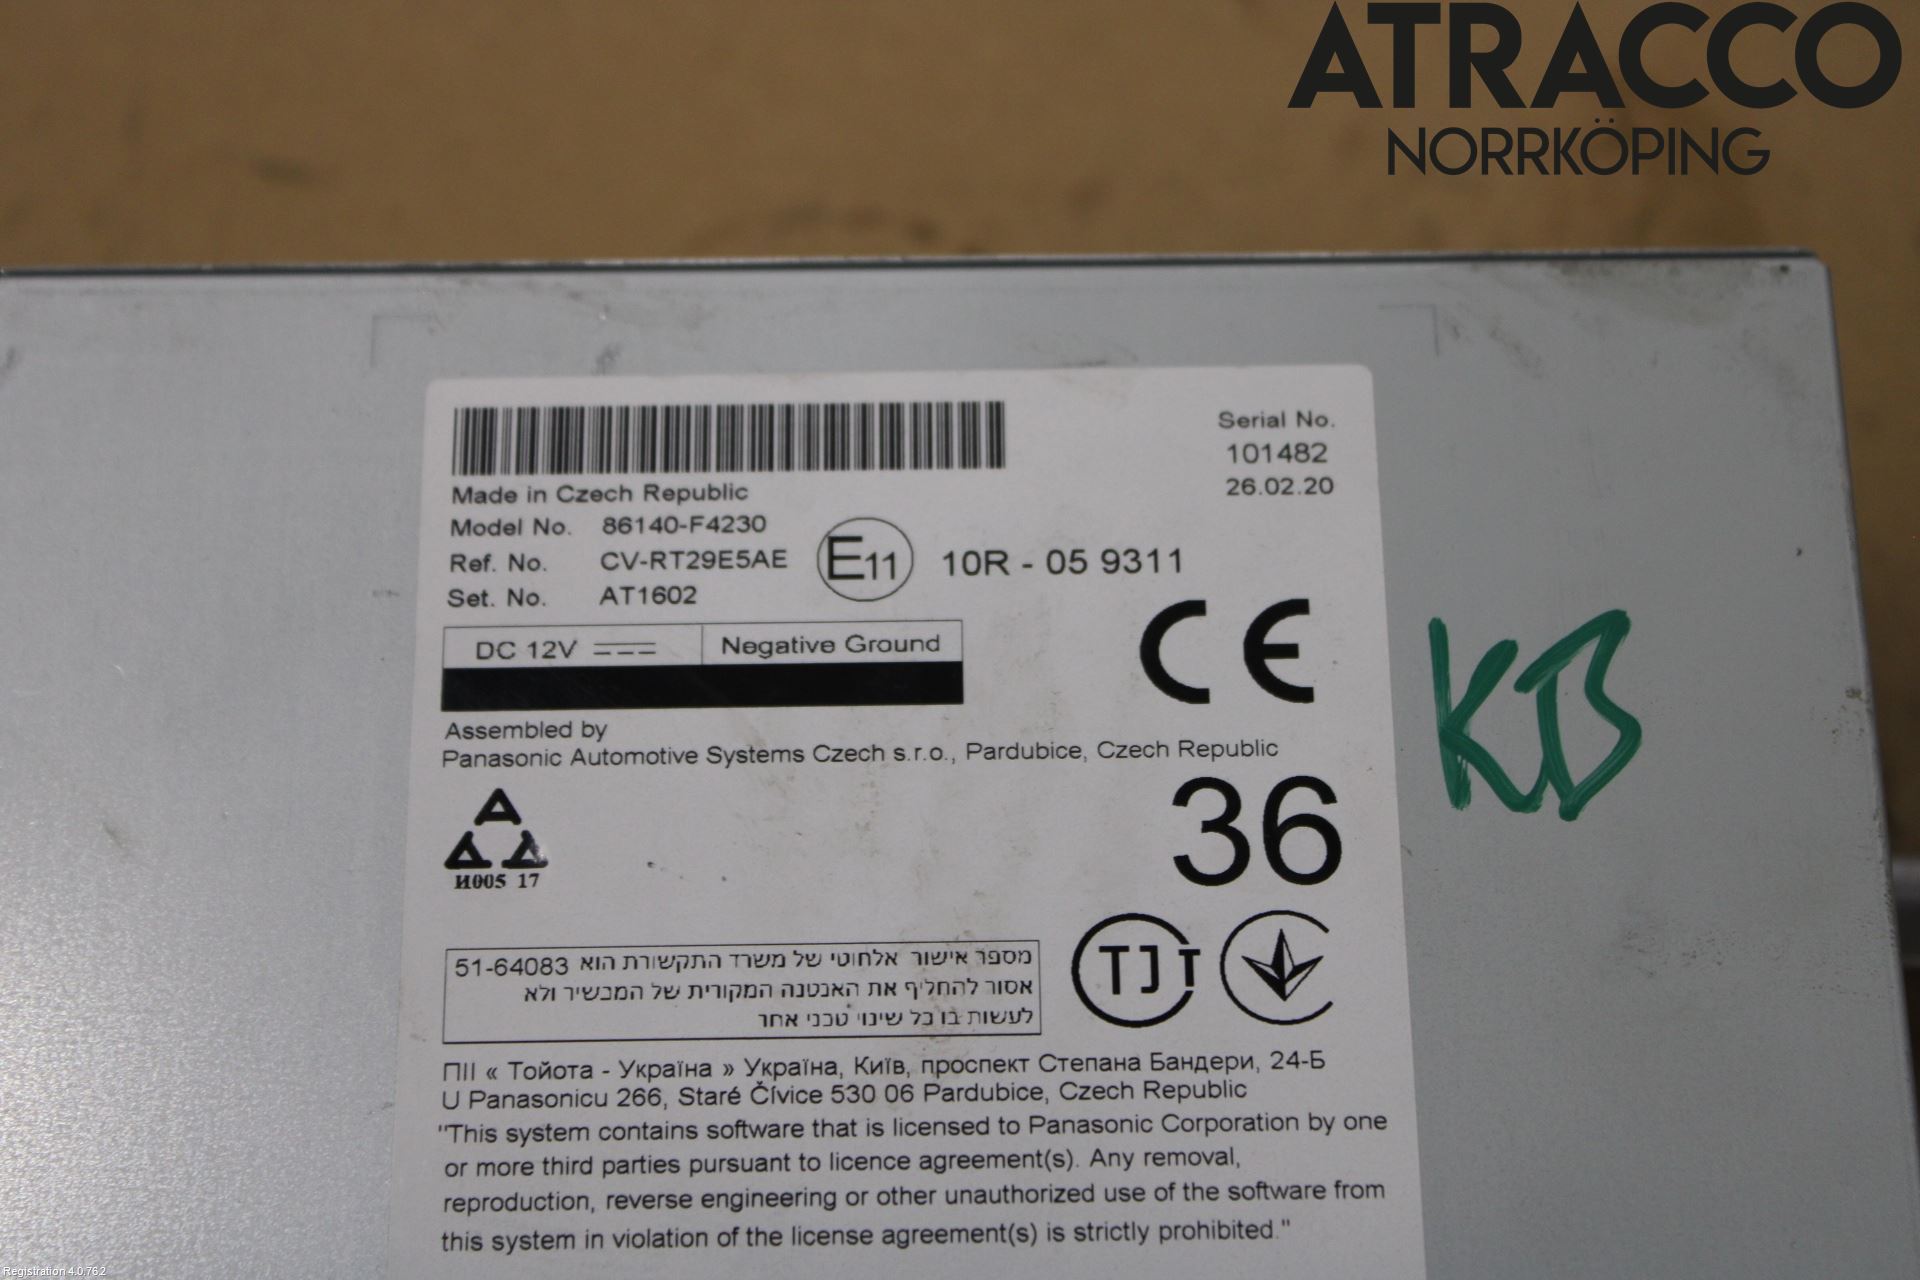 ATRACCO
NORRKÖPING
Serial No.
101482
26.02.20
Made in Czech Republic
Model No. 86140-F4230
Ref. No. CV-RT29E5AE
Set. No. AT1602
E11
10R - 05 9311
DC 12V
Negative Ground
CE
KB
Assembled by
Panasonic Automotive Systems Czech s.r.o., Pardubice, Czech Republic
И005 17
36
מספר אישור אלחוטי של משרד התקשורת הוא 51-64083
אסור להחליף את האנטנה המקורית של המכשיר ולא
לעשות בו כל שינוי טכני אחר
ПІІ « Тойота - Україна » Україна, Київ, проспект Степана Бандери, 24-Б
U Panasonicu 266, Staré Čívice 530 06 Pardubice, Czech Republic
"This system contains software that is licensed to Panasonic Corporation by one
or more third parties pursuant to licence agreement(s). Any removal,
reproduction, reverse engineering or other unauthorized use of the software from
this system in violation of the license agreement(s) is strictly prohibited."
Registration 4.0.76.2